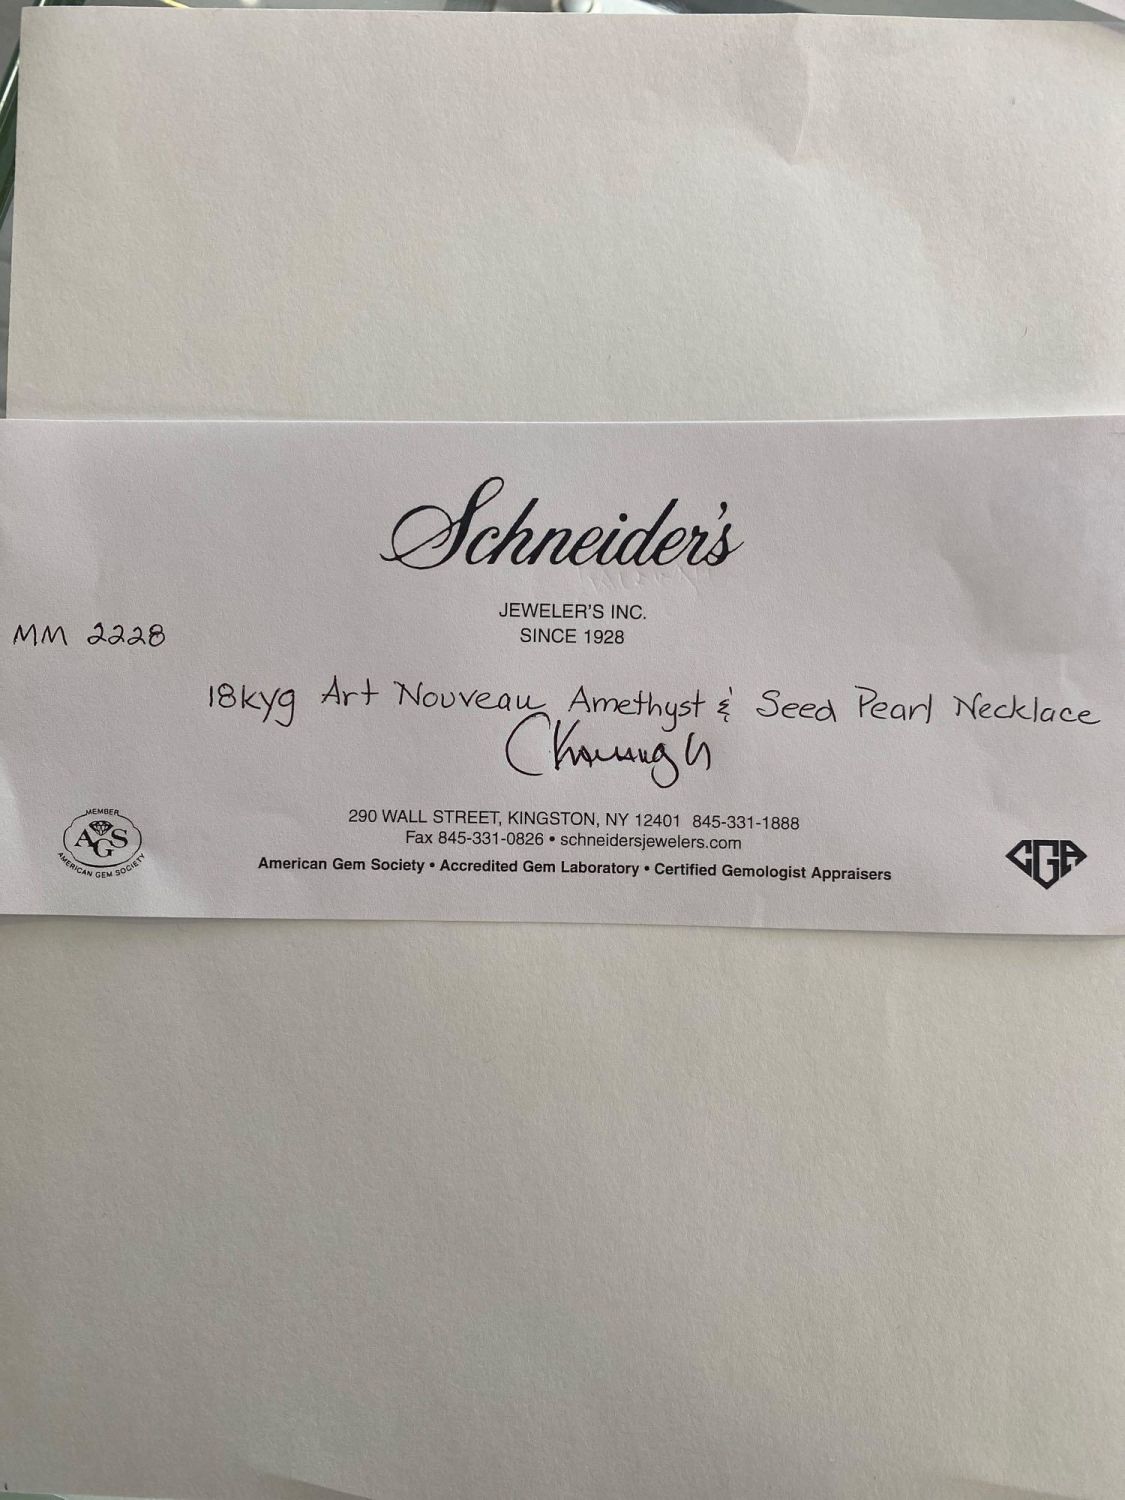 Schneider's
JEWELER'S INC.
SINCE 1928
MM 2228
18kyg Art Nouveau Amethyst & Seed Pearl Necklace
290 WALL STREET, KINGSTON, NY 12401 845-331-1888
Fax 845-331-0826 • schneidersjewelers.com
American Gem Society • Accredited Gem Laboratory • Certified Gemologist Appraisers
MEMBER
AGS
AMERICAN GEM SOCIETY
CGA